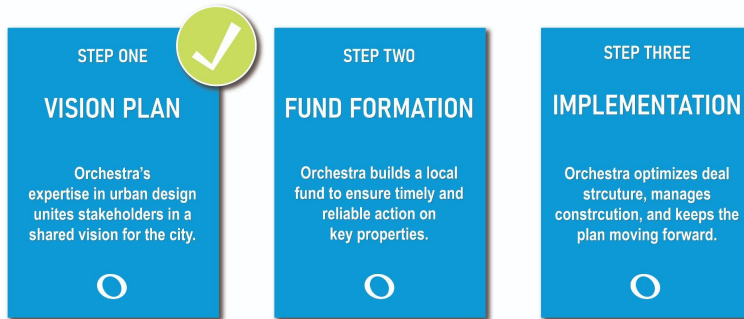 STEP ONE
VISION PLAN
Orchestra's
expertise in urban design
unites stakeholders in a
shared vision for the city.
STEP TWO
FUND FORMATION
Orchestra builds a local
fund to ensure timely and
reliable action on
key properties.
STEP THREE
IMPLEMENTATION
Orchestra optimizes deal
strcuture, manages
constrcution, and keeps the
plan moving forward.